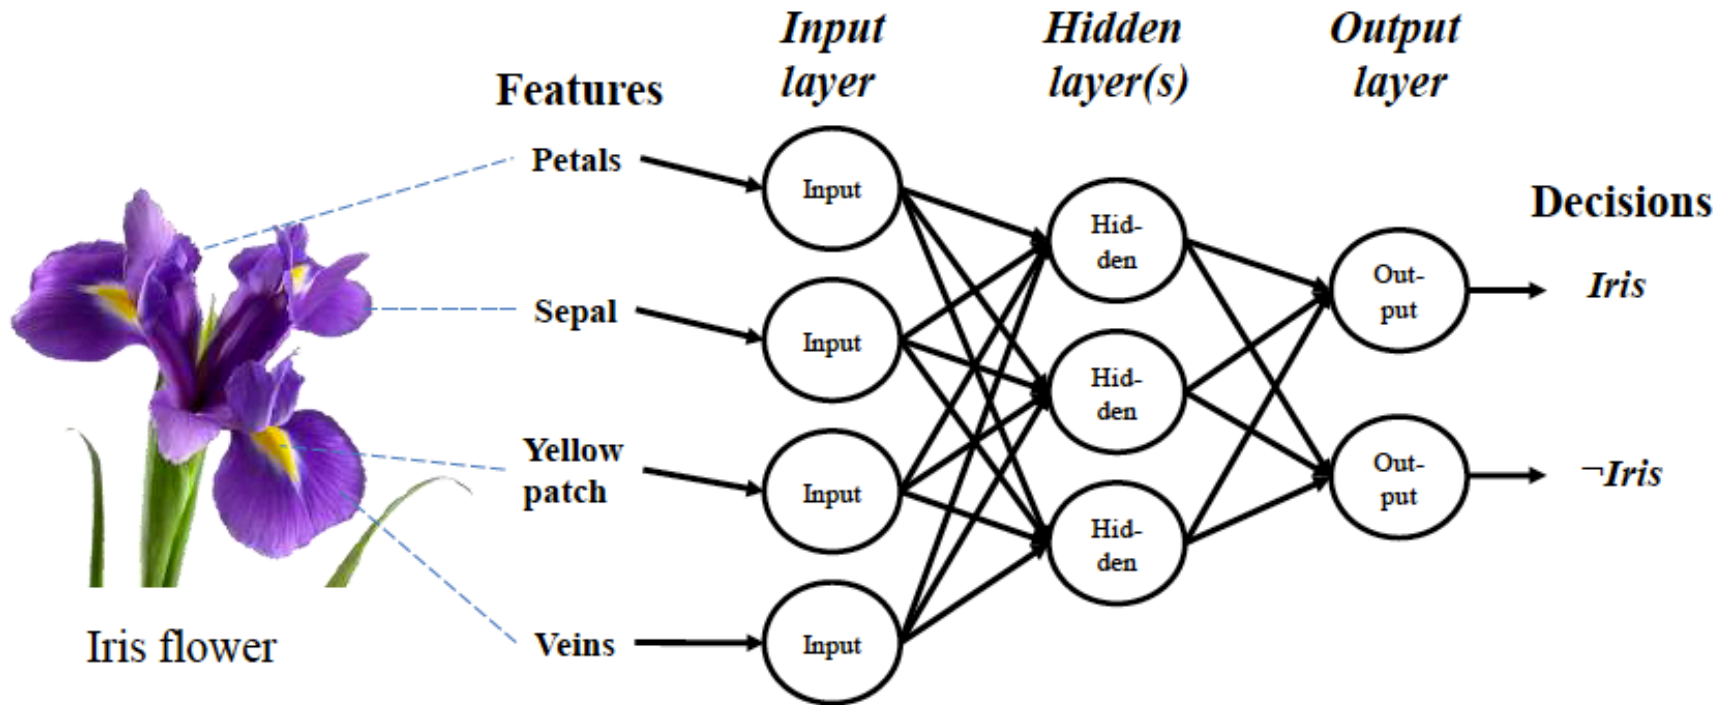 Input
layer
Hidden
layer(s)
Output
layer
Features
Decisions
Petals
Sepal
Yellow
patch
Veins
Input
Input
Input
Input
Hid-
den
Hid-
den
Hid-
den
Out-
put
Out-
put
Iris
¬Iris
Iris flower